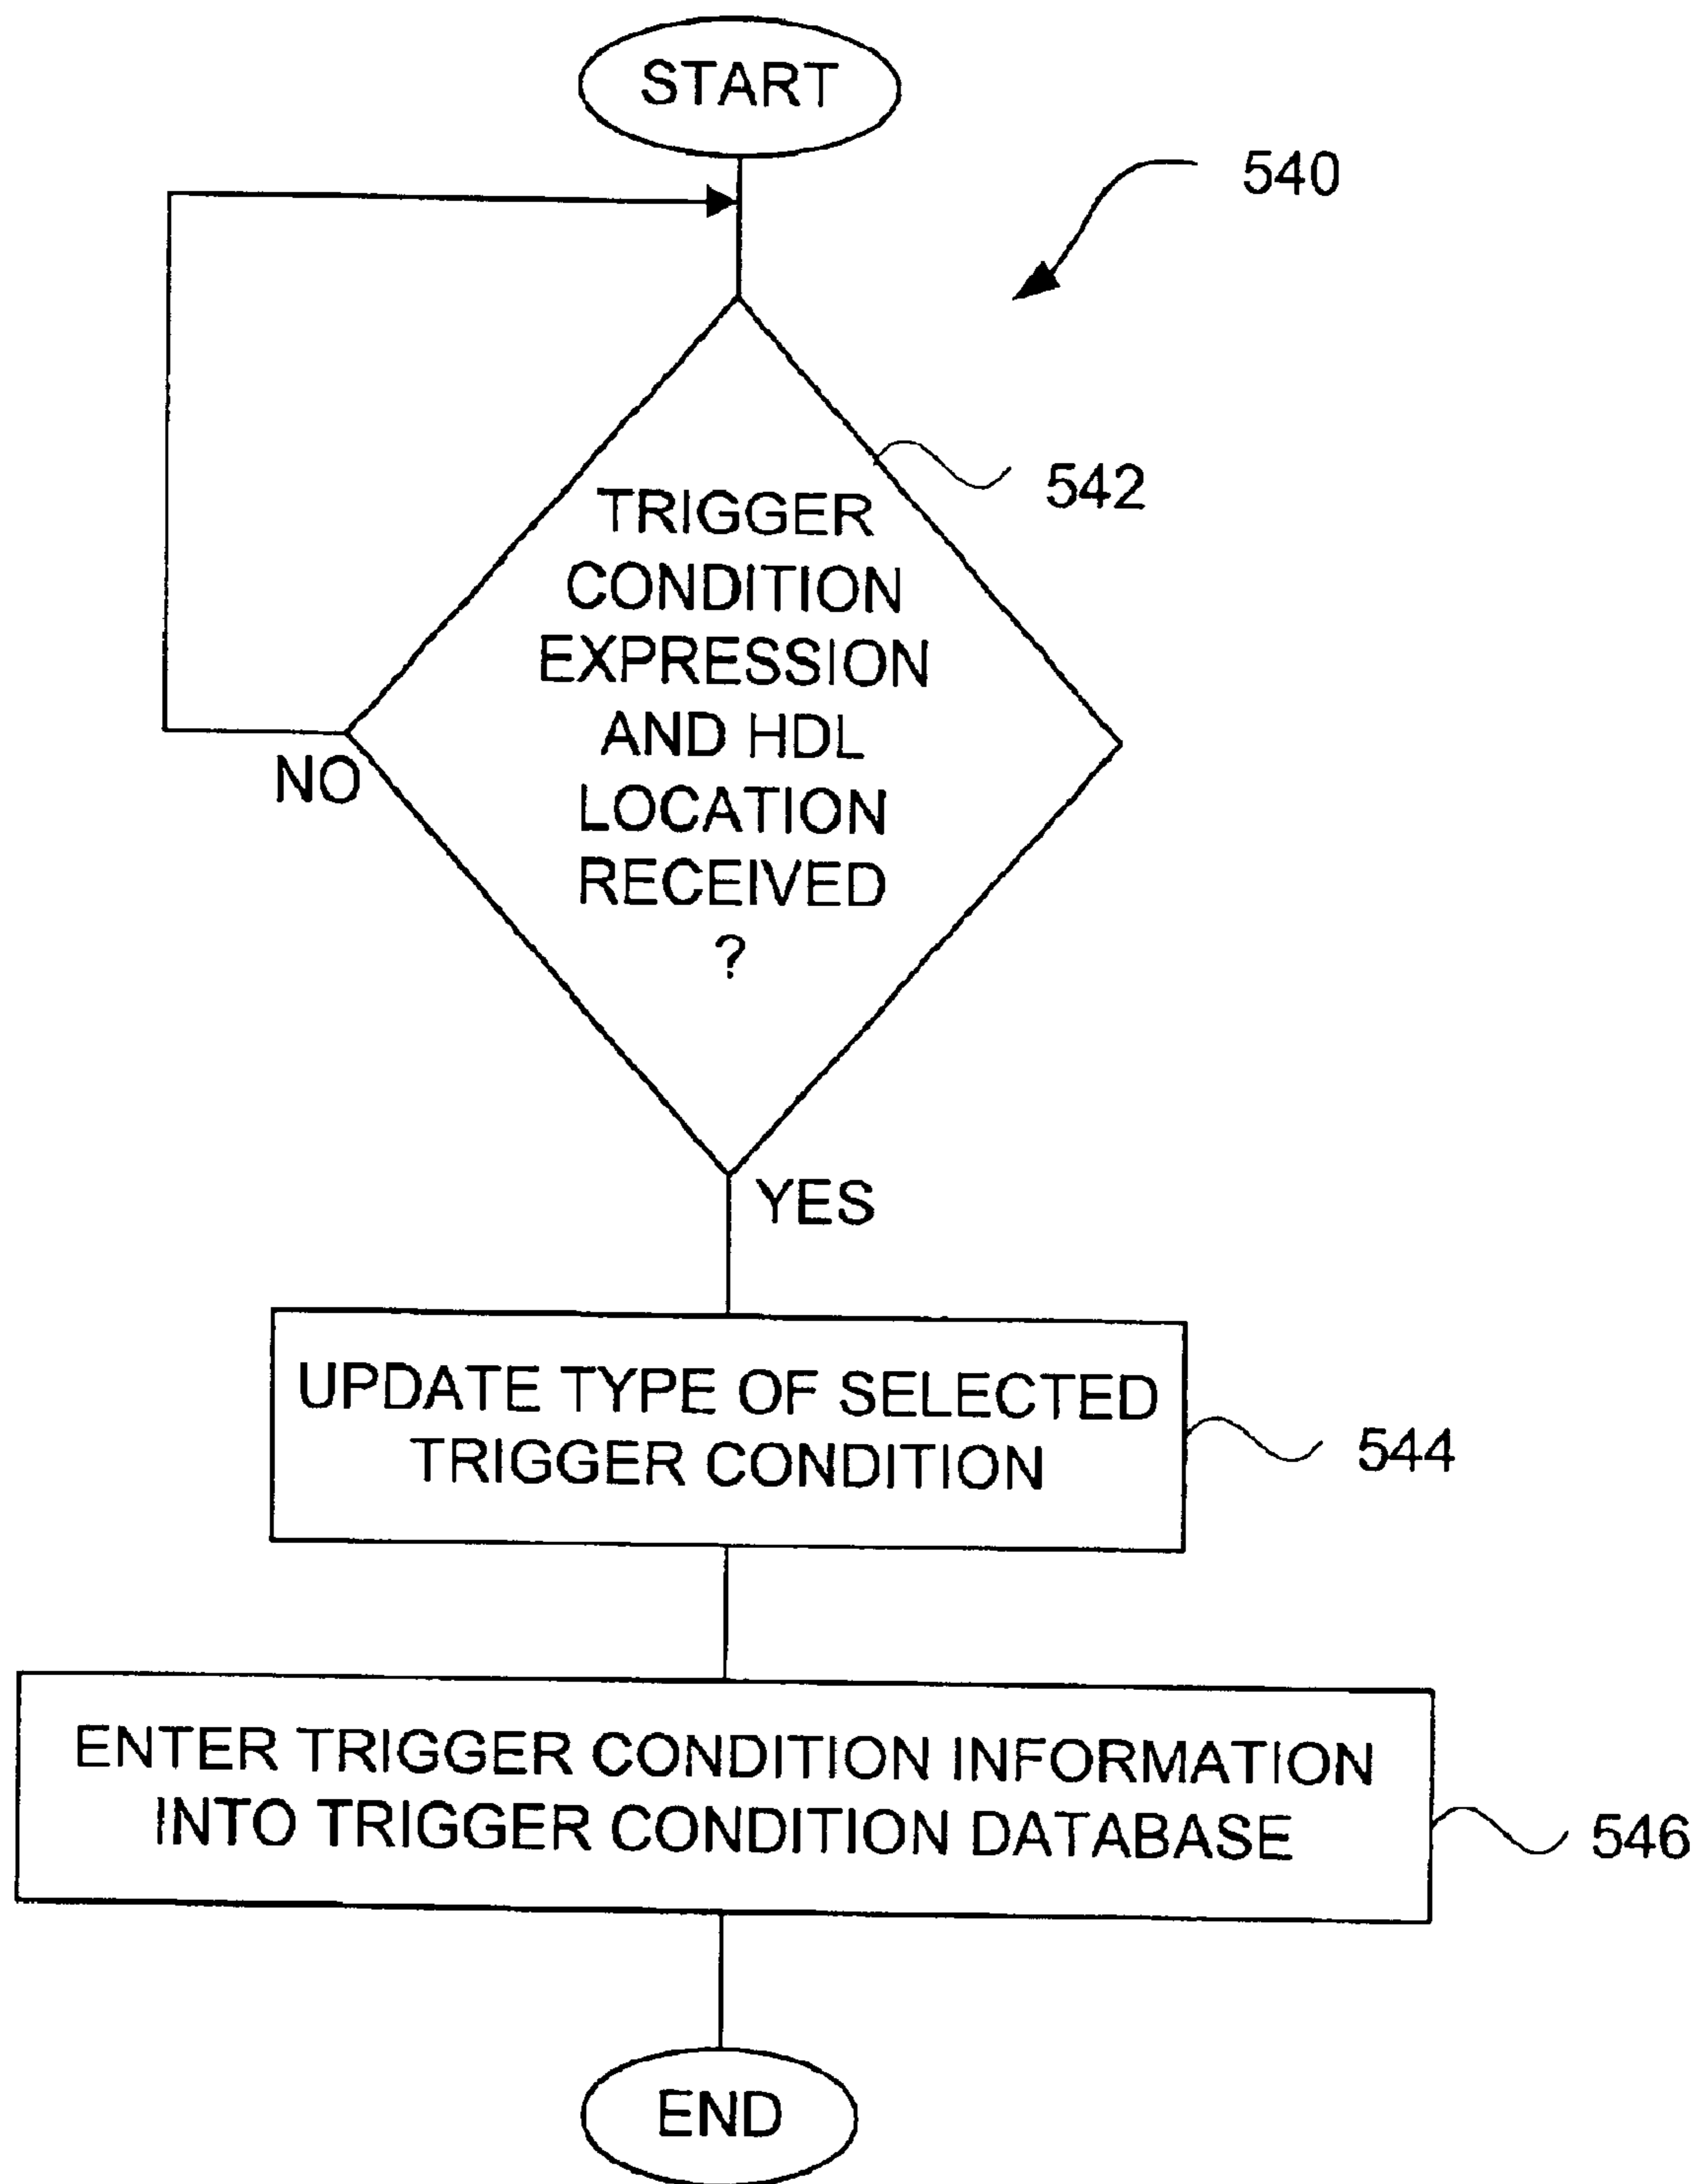 START
540
542
TRIGGER
CONDITION
EXPRESSION
AND HDL
LOCATION
RECEIVED
?
NO
YES
UPDATE TYPE OF SELECTED
TRIGGER CONDITION
544
ENTER TRIGGER CONDITION INFORMATION
INTO TRIGGER CONDITION DATABASE
546
END